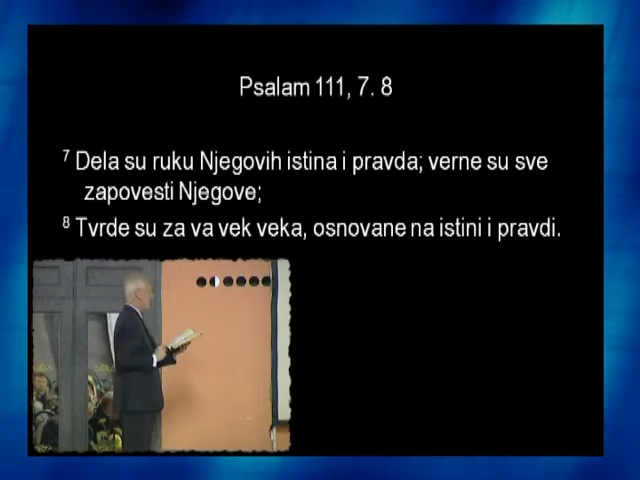 Psalam 111, 7. 8
7 Dela su ruku Njegovih istina i pravda; verne su sve
zapovesti Njegove;
8 Tvrde su za va vek veka, osnovane na istini i pravdi.